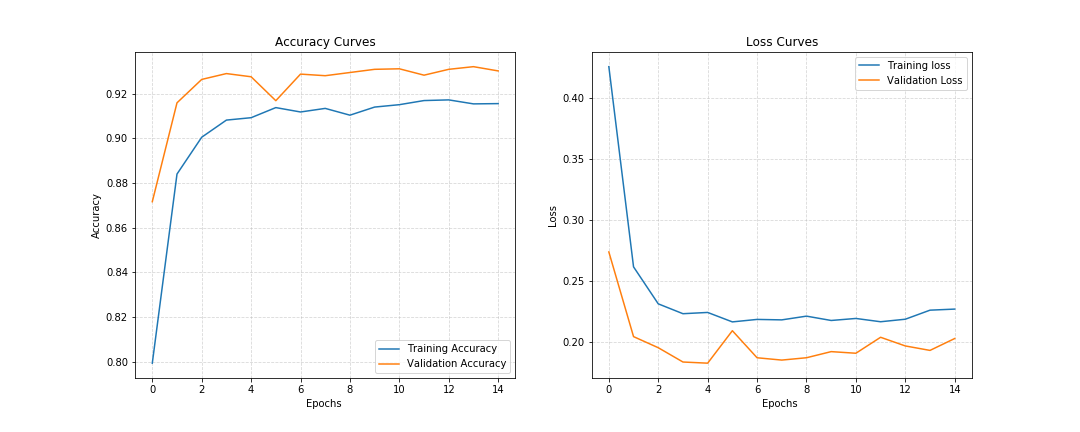 Accuracy Curves
Accuracy
0.92
0.90
0.88
0.86
0.84
0.82
0.80
Training Accuracy
Validation Accuracy
0 2 4 6 8 10 12 14
Epochs
Loss Curves
Loss
0.40
0.35
0.30
0.25
0.20
Training loss
Validation Loss
0 2 4 6 8 10 12 14
Epochs